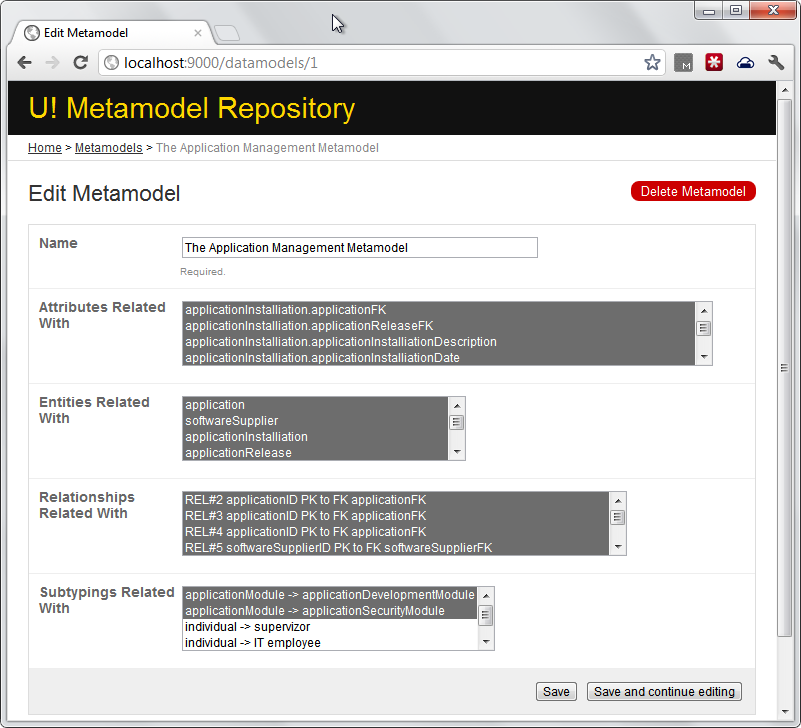 Edit Metamodel
localhost:9000/datamodels/1
U! Metamodel Repository
Home > Metamodels > The Application Management Metamodel
Edit Metamodel
Delete Metamodel
Name
The Application Management Metamodel
Required.
Attributes Related With
applicationInstalliation.applicationFK
applicationInstalliation.applicationReleaseFK
applicationInstalliation.applicationInstalliationDescription
applicationInstalliation.applicationInstalliationDate
Entities Related With
application
softwareSupplier
applicationInstalliation
applicationRelease
Relationships Related With
REL#2 applicationID PK to FK applicationFK
REL#3 applicationID PK to FK applicationFK
REL#4 applicationID PK to FK applicationFK
REL#5 softwareSupplierID PK to FK softwareSupplierFK
Subtypings Related With
applicationModule -> applicationDevelopmentModule
applicationModule -> applicationSecurityModule
individual -> supervizor
individual -> IT employee
Save
Save and continue editing